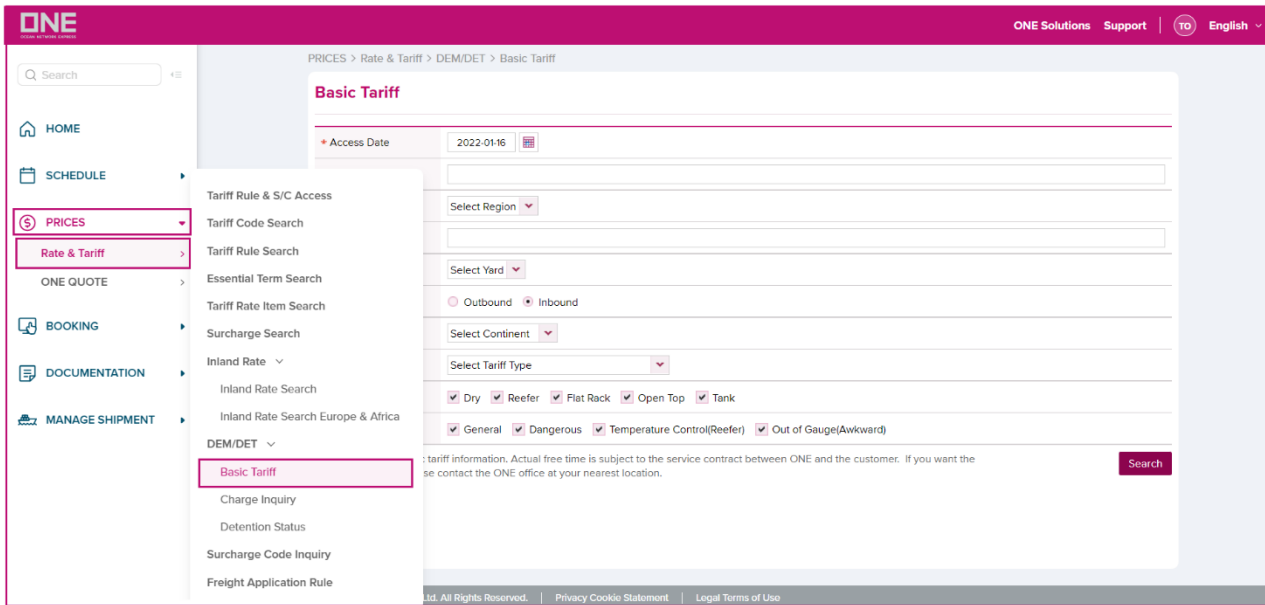 ONE
OCEAN NETWORK EXPRESS
ONE Solutions Support TO English
Search
HOME
SCHEDULE
PRICES
Rate & Tariff
ONE QUOTE
BOOKING
DOCUMENTATION
MANAGE SHIPMENT
Tariff Rule & S/C Access
Tariff Code Search
Tariff Rule Search
Essential Term Search
Tariff Rate Item Search
Surcharge Search
Inland Rate
Inland Rate Search
Inland Rate Search Europe & Africa
DEM/DET
Basic Tariff
Charge Inquiry
Detention Status
Surcharge Code Inquiry
Freight Application Rule
PRICES > Rate & Tariff > DEM/DET > Basic Tariff
Basic Tariff
+ Access Date 2022-01-16
Select Region
Select Yard
Outbound Inbound
Select Continent
Select Tariff Type
Dry Reefer Flat Rack Open Top Tank
General Dangerous Temperature Control(Reefer) Out of Gauge(Awkward)
tariff information. Actual free time is subject to the service contract between ONE and the customer. If you want the
contact the ONE office at your nearest location.
Search
Ltd. All Rights Reserved. | Privacy Cookie Statement | Legal Terms of Use